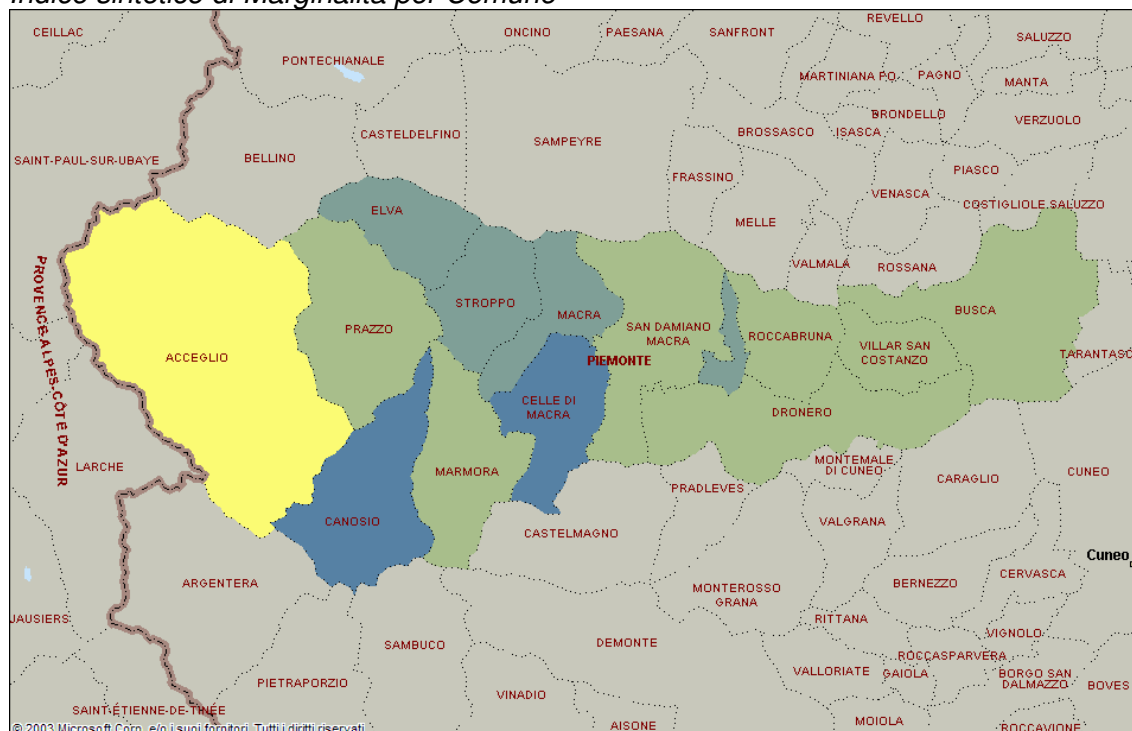 Indice sintetico di Marginalità per Comune
CEILLAC
ONCINO
PAESANA
SANFRONT
REVELLO
SALUZZO
PONTECHIANALE
MARTINIANA PO
PAGNO
MANTA
BRONDELLO
VERZUOLO
CASTELDELFINO
SAMPEYRE
BROSSASCO
ISASCA
SAINT-PAUL-SUR-UBAYE
BELLINO
FRASSINO
VENASCA
PIASCO
COSTIGLIOLE SALUZZO
ELVA
MELLE
VALMALA
ROSSANA
PROVENCE-ALPES-CÔTE D'AZUR
STROPPO
MACRA
BUSCA
PRAZZO
SAN DAMIANO
MACRA
ROCCABRUNA
VILLAR SAN
COSTANZO
ACCEGLIO
PIEMONTE
TARANTASC
CELLE DI
MACRA
DRONERO
LARCHE
MARMORA
MONTEMALE
DI CUNEO
CARAGLIO
CUNEO
PRADLEVES
CANOSIO
CASTELMAGNO
VALGRANA
Cuneo
ARGENTERA
MONTEROSSO
GRANA
BERNEZZO
CERVASCA
JAUSIERS
RITTANA
VIGNOLO
SAMBUCO
DEMONTE
ROCCASPARVERA
PIETRAPORZIO
VINADIO
VALLORIATE
GAIOLA
BORGO SAN
DALMAZZO
BOVES
SAINT-ÉTIENNE-DE-TINÉE
AISONE
MOIOLA
ROCCAVIONE
© 2003 Microsoft Corp. e/o i suoi fornitori. Tutti i diritti riservati.